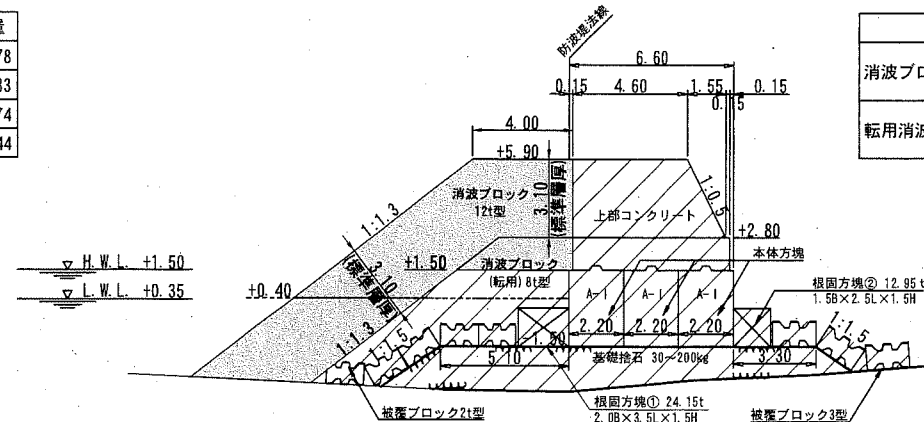 量
78
33
74
44
防波堤法線
6.60
0.15
4.60
1.55
0.15
0.15
4.00
+5.90
消波ブロック
12t型
3.10
(標準層厚)
上部コンクリート
1:0.5
+2.80
1:1.3
3.10
(標準層厚)
H.W.L. +1.50
L.W.L. +0.35
+1.50
消波ブロック
(転用)8t型
本体方塊
+0.40
A-1
A-1
A-1
根固方塊② 12.95t
1.5B×2.5L×1.5H
2.20
2.20
2.20
1:1.3
1:1.5
1:1.5
5.10
基礎捨石 30~200kg
3.30
被覆ブロック2t型
根固方塊① 24.15t
2.0B×3.5L×1.5H
被覆ブロック3型
消波ブロ
転用消波